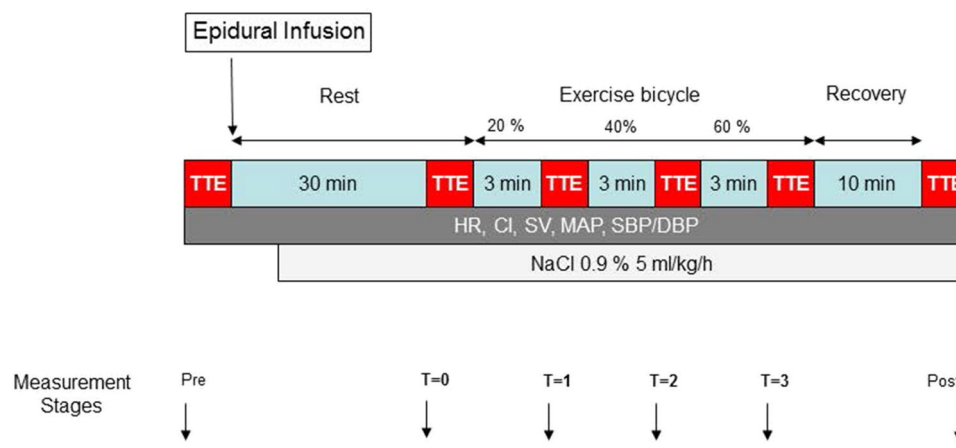 Epidural Infusion
Rest
Exercise bicycle
Recovery
20 %
40%
60 %
TTE 30 min TTE 3 min TTE 3 min TTE 3 min TTE 10 min TTE
HR, CI, SV, MAP, SBP/DBP
NaCl 0.9 % 5 ml/kg/h
Measurement
Stages
Pre
T=0
T=1
T=2
T=3
Post